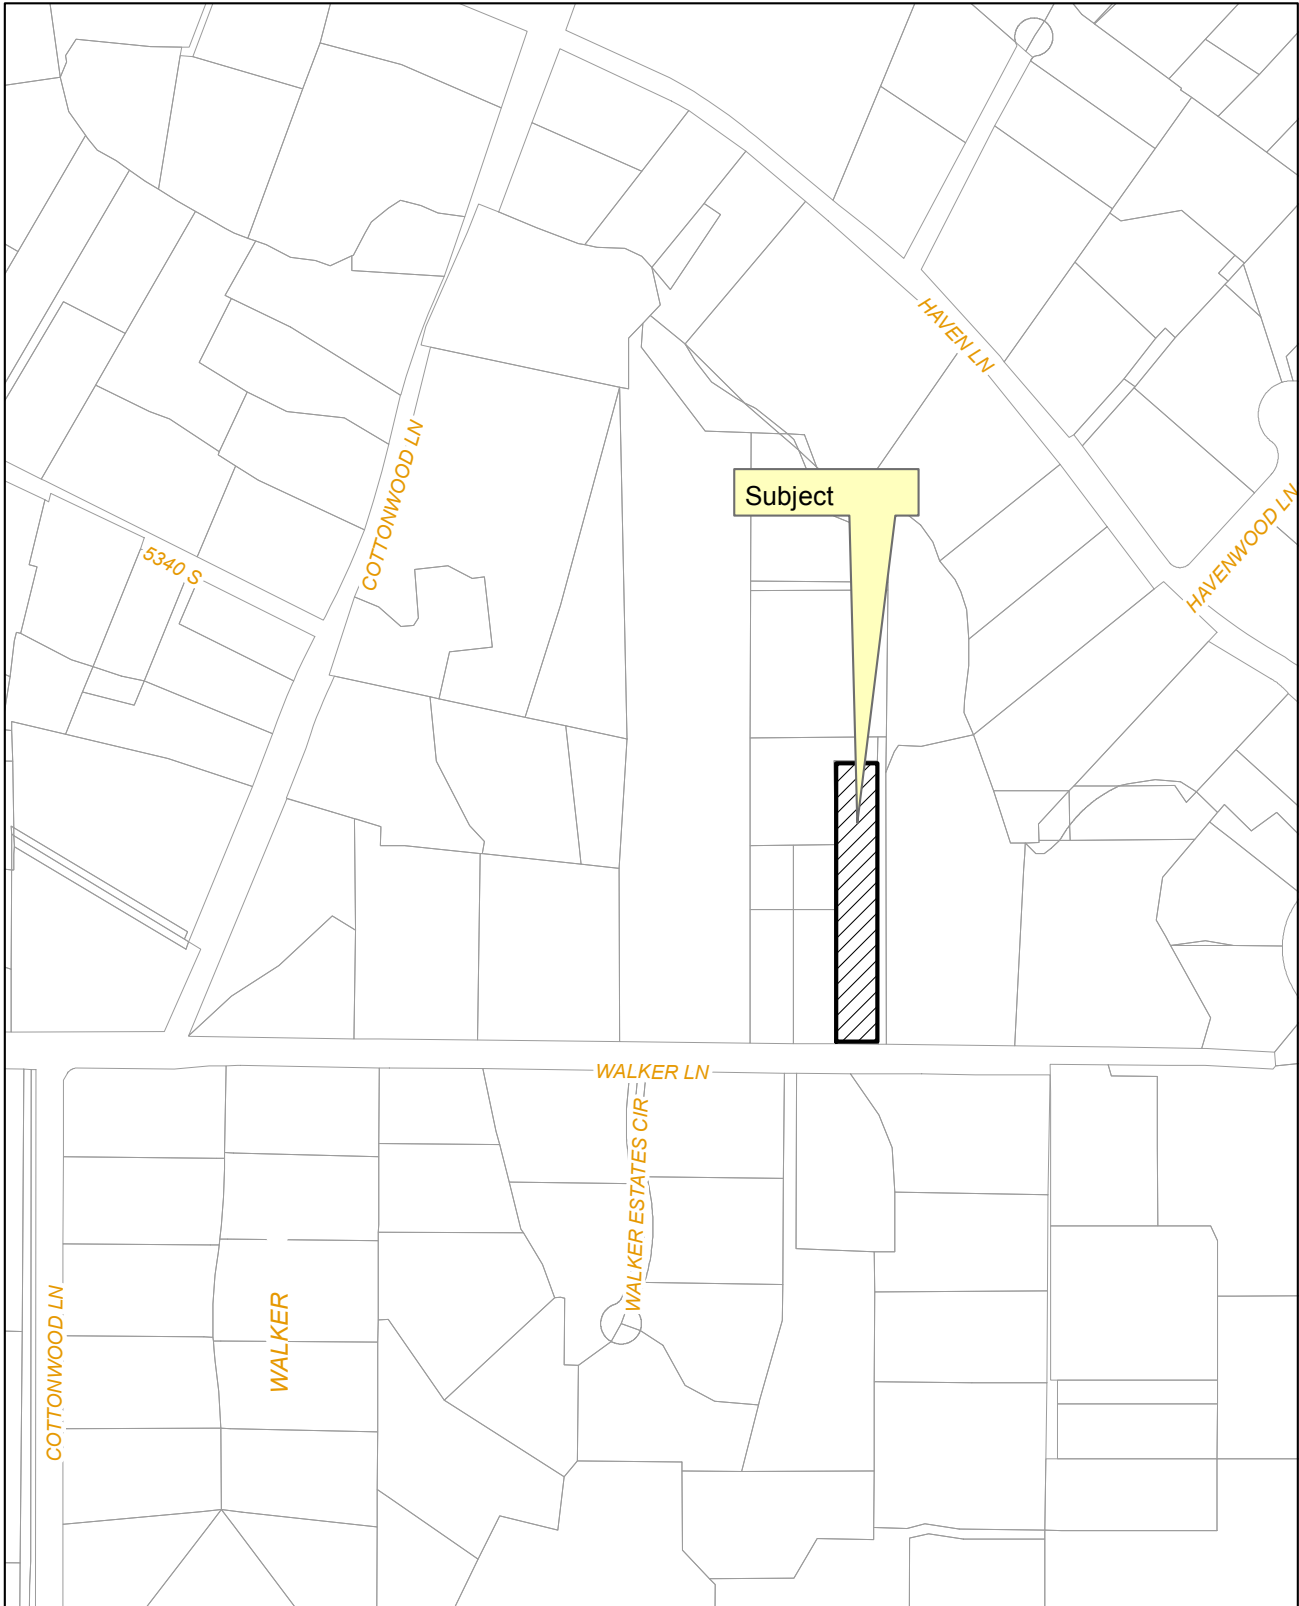 HAVEN LN
COTTONWOOD LN
Subject
HAVENWOOD LN
5340 S
WALKER LN
WALKER ESTATES CIR
COTTONWOOD LN
WALKER